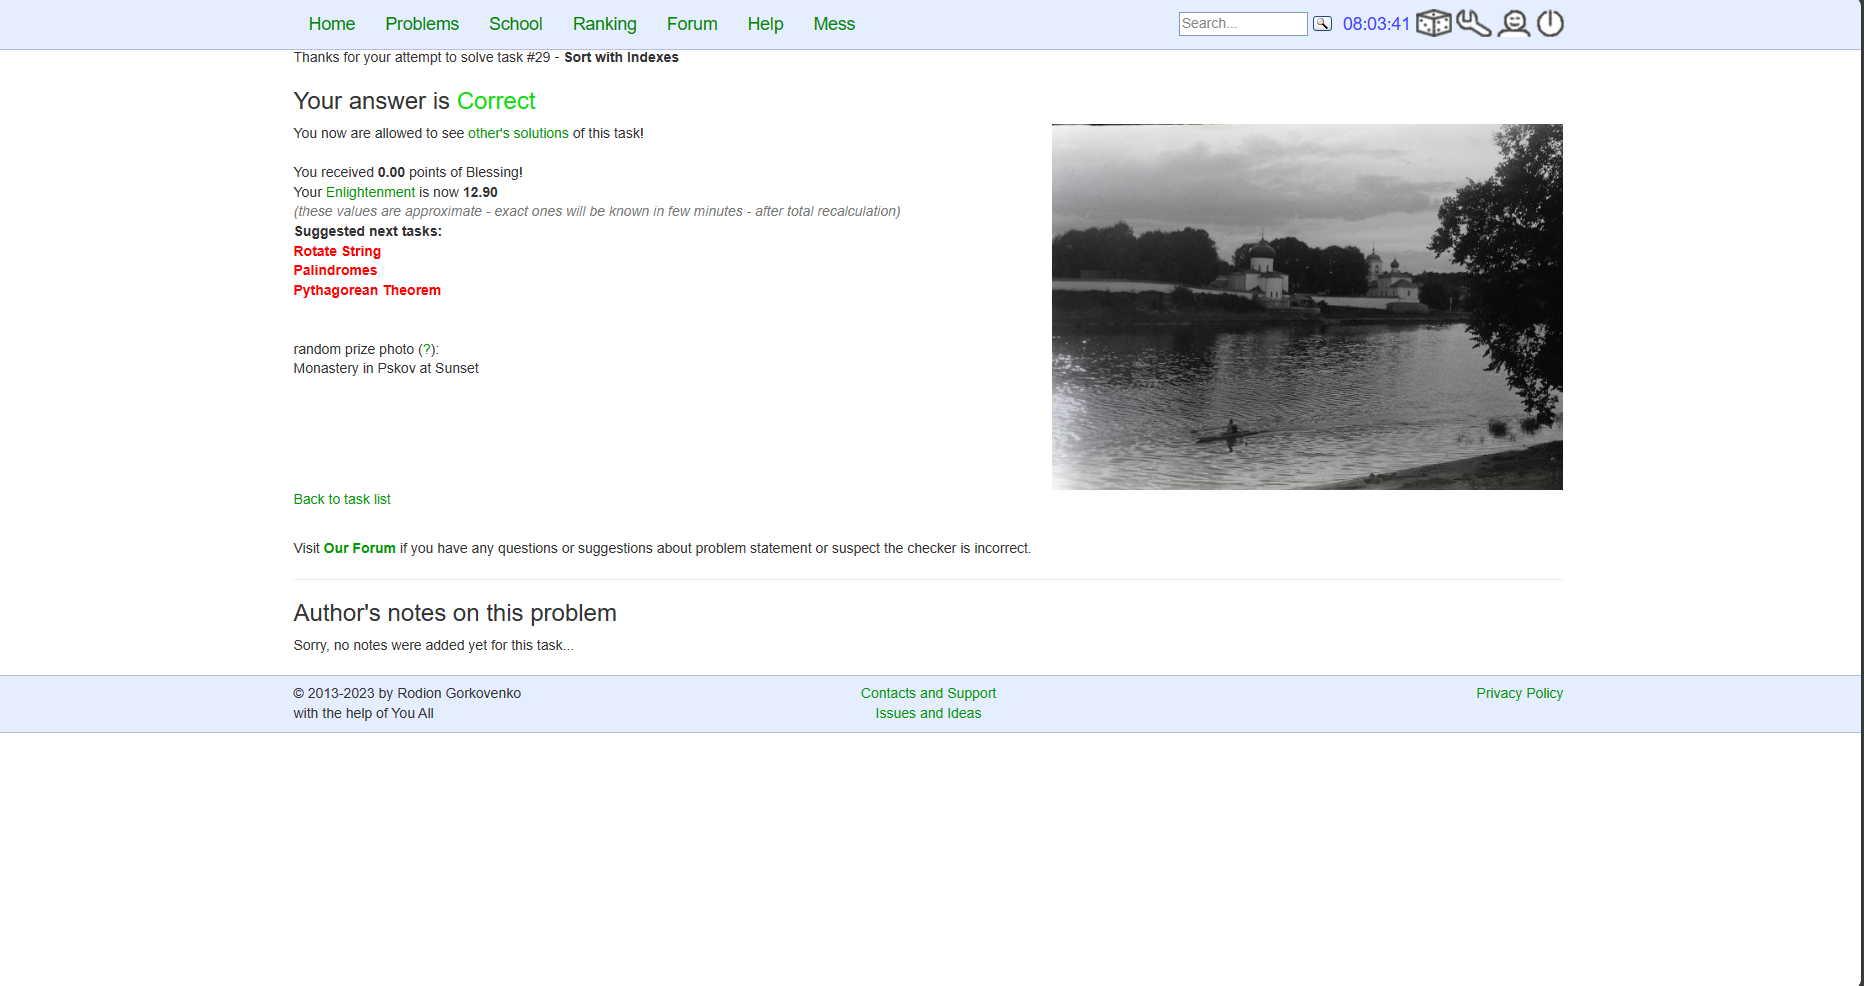 Home Problems School Ranking Forum Help Mess Search... 08:03:41
Thanks for your attempt to solve task #29 - Sort with Indexes
Your answer is Correct
You now are allowed to see other's solutions of this task!
You received 0.00 points of Blessing!
Your Enlightenment is now 12.90
(these values are approximate - exact ones will be known in few minutes - after total recalculation)
Suggested next tasks:
Rotate String
Palindromes
Pythagorean Theorem
random prize photo (?):
Monastery in Pskov at Sunset
Back to task list
Visit Our Forum if you have any questions or suggestions about problem statement or suspect the checker is incorrect.
Author's notes on this problem
Sorry, no notes were added yet for this task...
© 2013-2023 by Rodion Gorkovenko
with the help of You All
Contacts and Support
Issues and Ideas
Privacy Policy